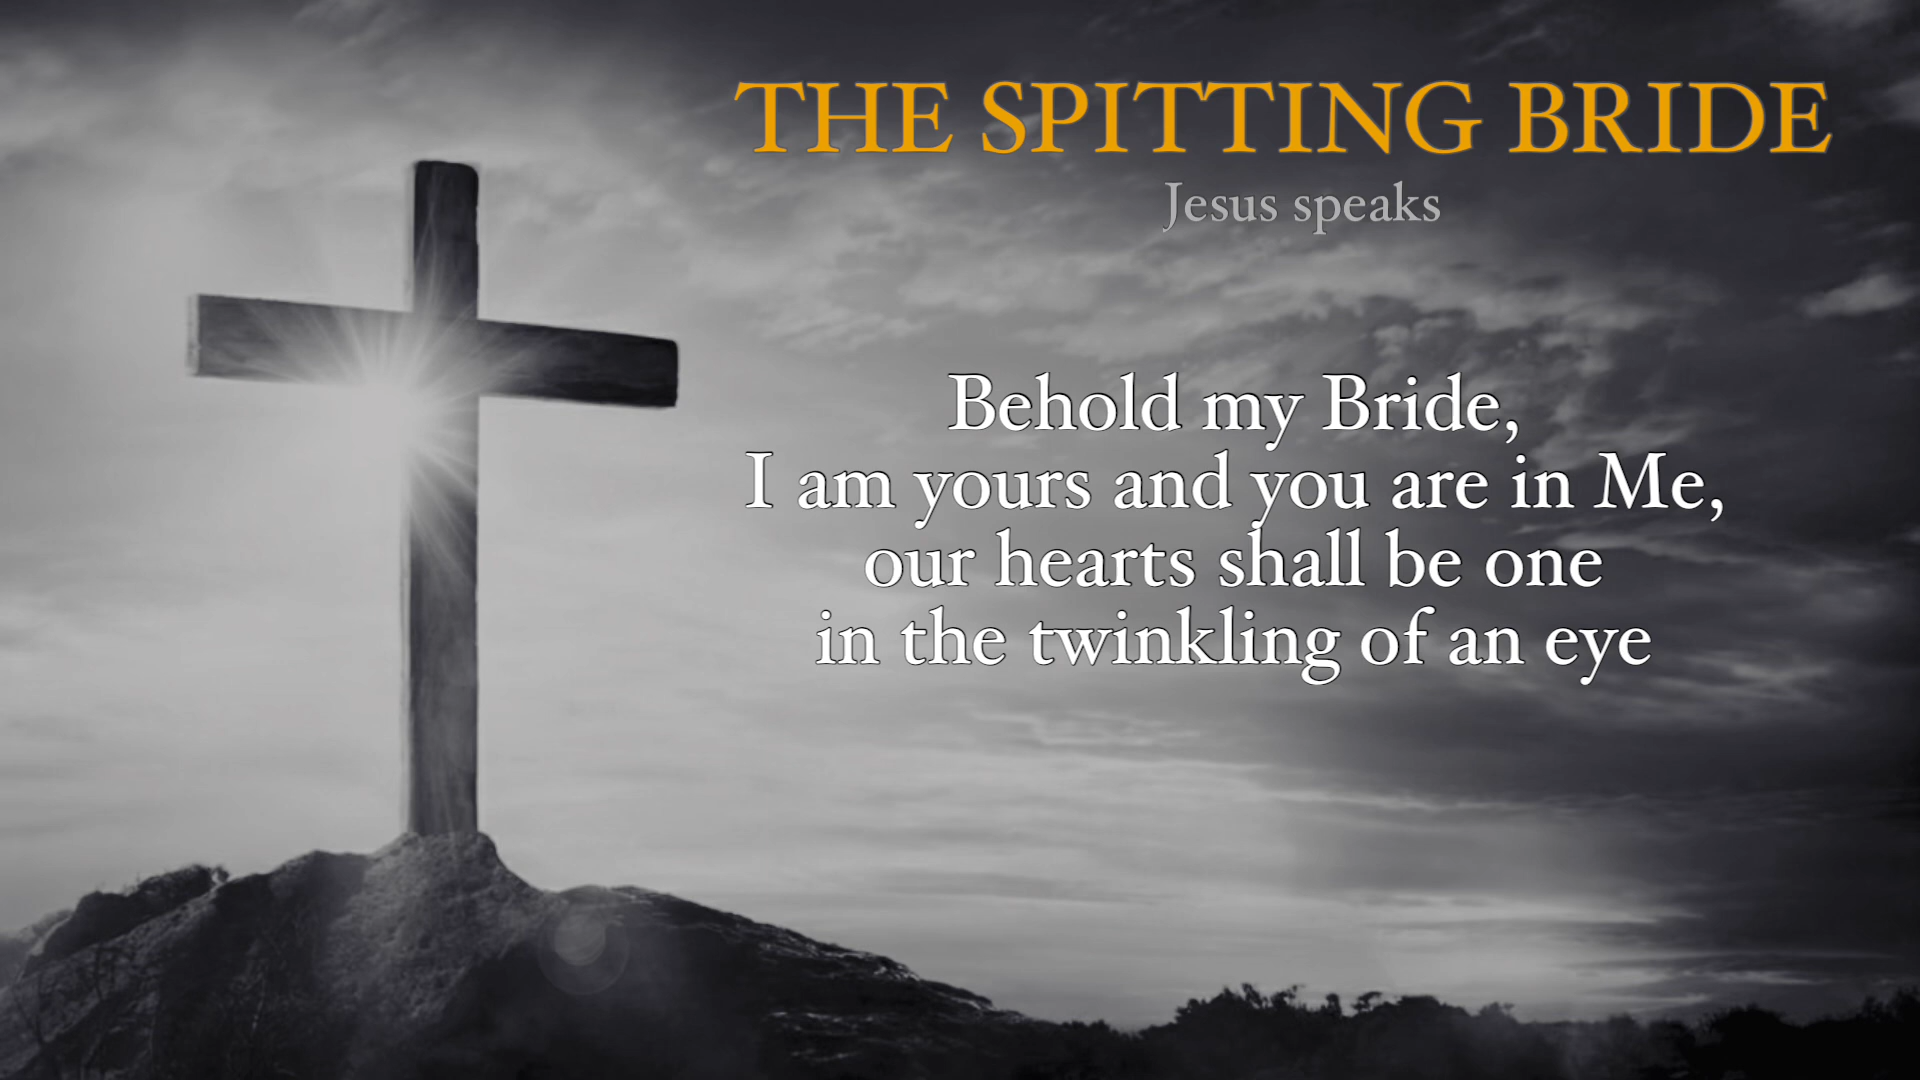 THE SPITTING BRIDE
Jesus speaks
Behold my Bride,
I am yours and you are in Me,
our hearts shall be one
in the twinkling of an eye